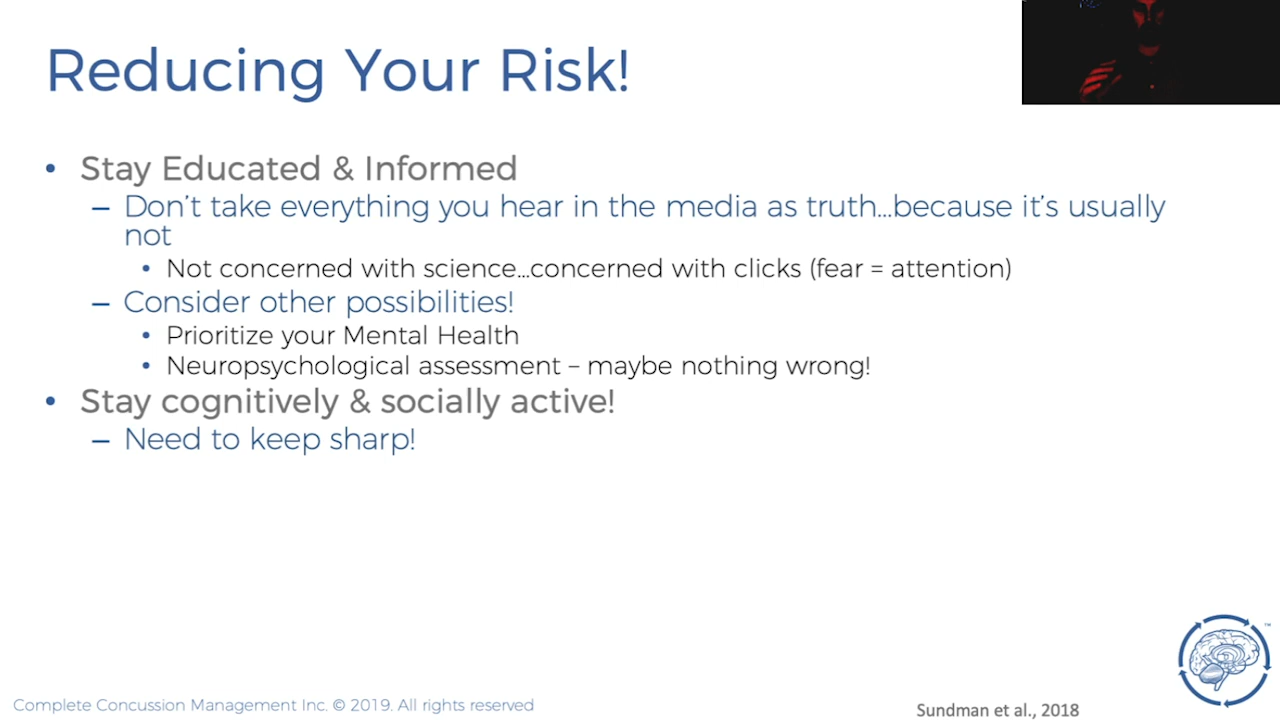 Reducing Your Risk!
• Stay Educated & Informed
– Don't take everything you hear in the media as truth...because it's usually
not
• Not concerned with science...concerned with clicks (fear = attention)
– Consider other possibilities!
• Prioritize your Mental Health
• Neuropsychological assessment – maybe nothing wrong!
• Stay cognitively & socially active!
– Need to keep sharp!
TM
Complete Concussion Management Inc. © 2019. All rights reserved
Sundman et al., 2018